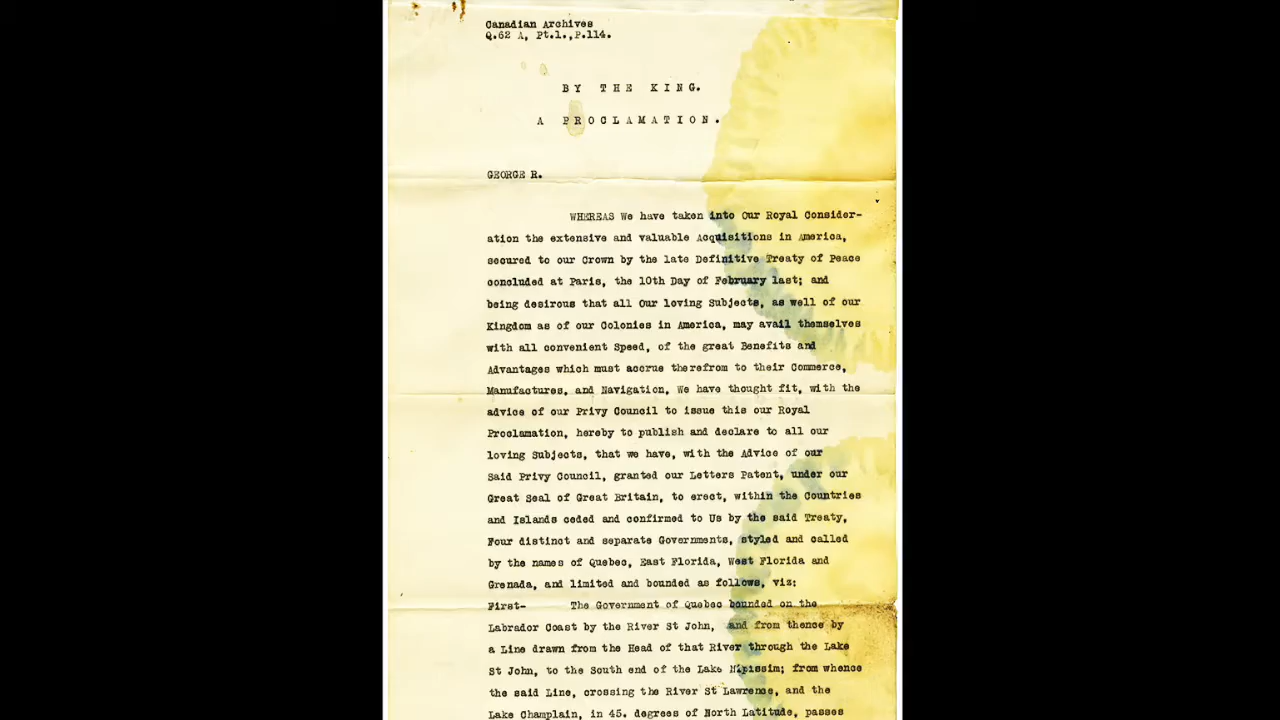 Canadian Archives
Q.62 A, Pt.1.,P.114.
BY THE KING.
A PROCLAMATION.
GEORGE R.
WHEREAS We have taken into Our Royal Consider-
ation the extensive and valuable Acquisitions in America,
secured to our Crown by the late Definitive Treaty of Peace
concluded at Paris, the 10th Day of February last; and
being desirous that all Our loving Subjects, as well of our
Kingdom as of our Colonies in America, may avail themselves
with all convenient Speed, of the great Benefits and
Advantages which must accrue therefrom to their Commerce,
Manufactures, and Navigation, We have thought fit, with the
advice of our Privy Council to issue this our Royal
Proclamation, hereby to publish and declare to all our
loving Subjects, that we have, with the Advice of our
Said Privy Council, granted our Letters Patent, under our
Great Seal of Great Britain, to erect, within the Countries
and Islands ceded and confirmed to Us by the said Treaty,
Four distinct and separate Governments, styled and called
by the names of Quebec, East Florida, West Florida and
Grenada, and limited and bounded as follows, viz:
First- The Government of Quebec bounded on the
Labrador Coast by the River St John, and from thence by
a Line drawn from the Head of that River through the Lake
St John, to the South end of the Lake Nipissim; from whence
the said Line, crossing the River St Lawrence, and the
Lake Champlain, in 45. degrees of North Latitude, passes